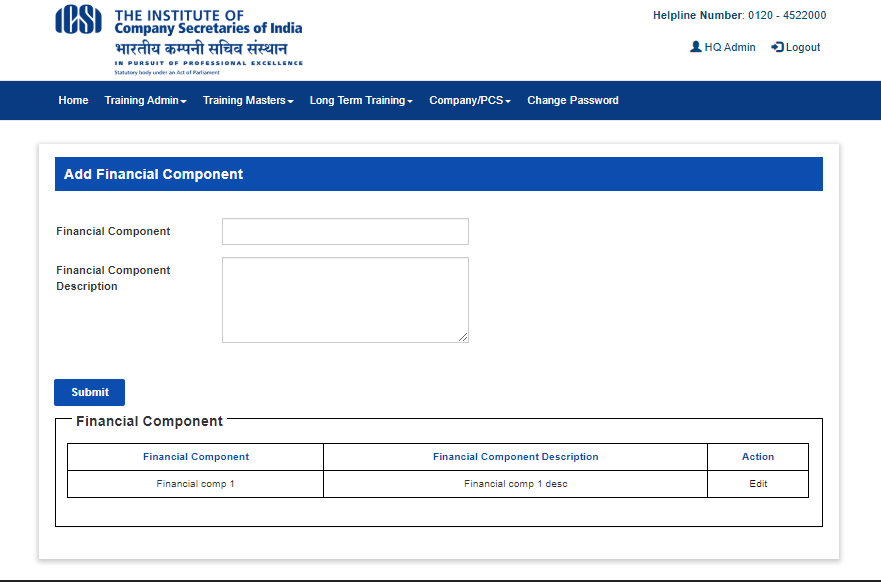 ICSI
THE INSTITUTE OF
Company Secretaries of India
भारतीय कम्पनी सचिव संस्थान
IN PURSUIT OF PROFESSIONAL EXCELLENCE
Statutory body under an Act of Parliament
Helpline Number: 0120 - 4522000
HQ Admin Logout
Home Training Admin Training Masters Long Term Training Company/PCS Change Password
Add Financial Component
Financial Component
Financial Component
Description
Submit
Financial Component
Financial Component Financial Component Description Action
Financial comp 1 Financial comp 1 desc Edit